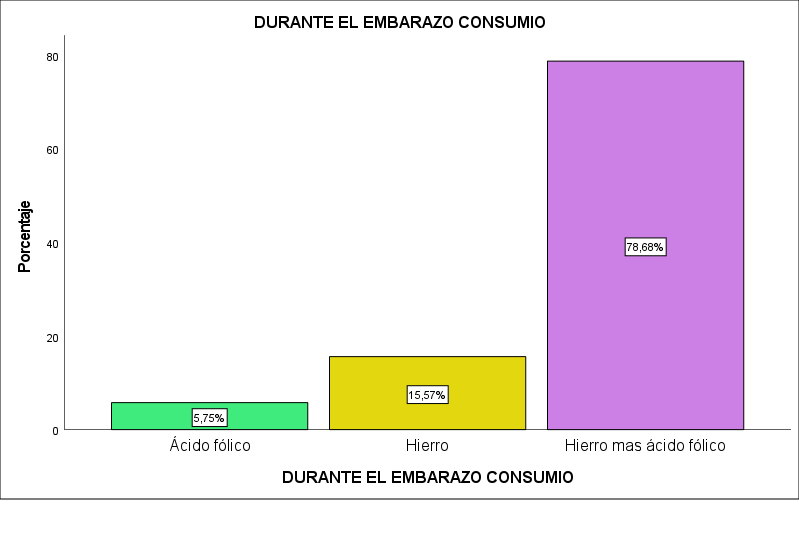 DURANTE EL EMBARAZO CONSUMIO
80
60
40
20
0
Porcentaje
5,75%
15,57%
78,68%
Ácido fólico
Hierro
Hierro mas ácido fólico
DURANTE EL EMBARAZO CONSUMIO